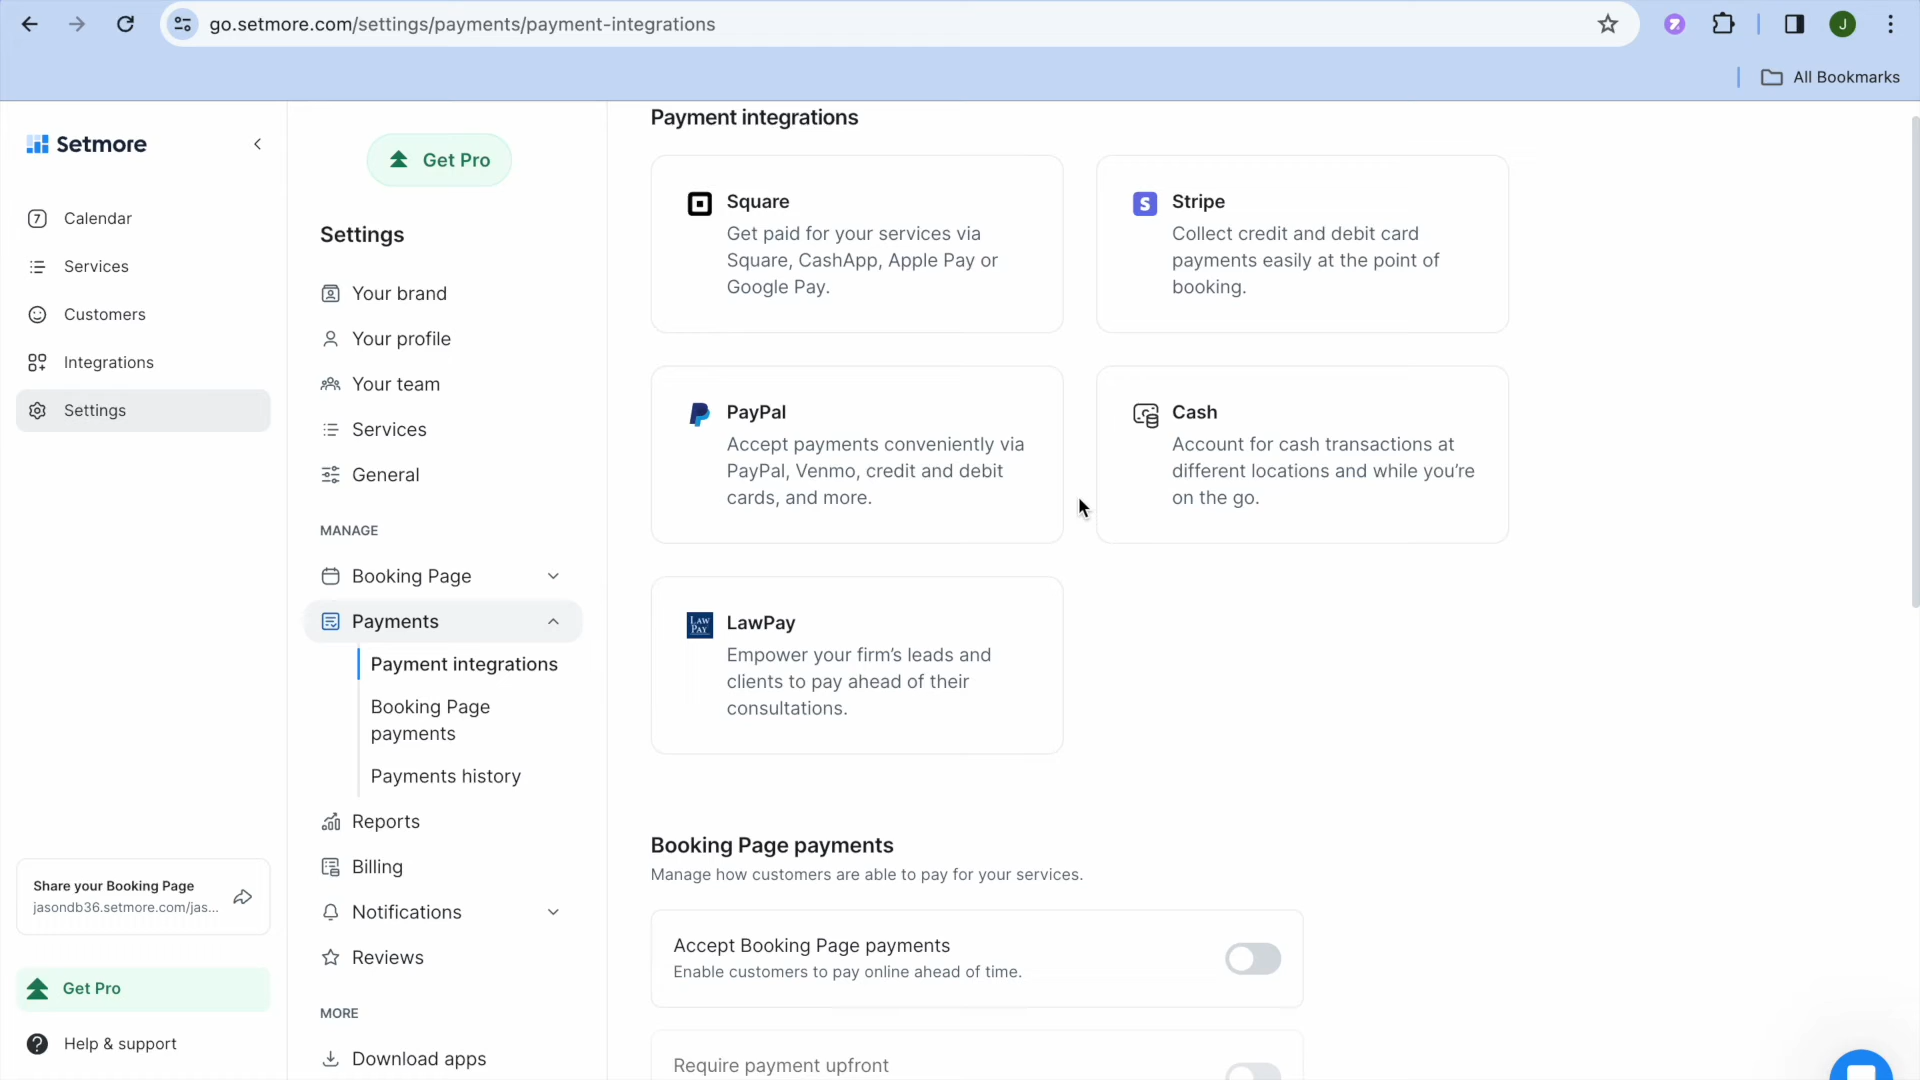 go.setmore.com/settings/payments/payment-integrations
J
All Bookmarks
Setmore
7
Calendar
Services
Customers
Integrations
Settings
Share your Booking Page
jasondb36.setmore.com/jas...
Get Pro
? Help & support
Get Pro
Settings
Your brand
Your profile
Your team
Services
General
MANAGE
Booking Page
Payments
Payment integrations
Booking Page
payments
Payments history
Reports
Billing
Notifications
Reviews
MORE
Download apps
Payment integrations
Square
Get paid for your services via
Square, CashApp, Apple Pay or
Google Pay.
S
Stripe
Collect credit and debit card
payments easily at the point of
booking.
PayPal
Accept payments conveniently via
PayPal, Venmo, credit and debit
cards, and more.
Cash
Account for cash transactions at
different locations and while you’re
on the go.
LAW
PAY
LawPay
Empower your firm’s leads and
clients to pay ahead of their
consultations.
Booking Page payments
Manage how customers are able to pay for your services.
Accept Booking Page payments
Enable customers to pay online ahead of time.
Require payment upfront